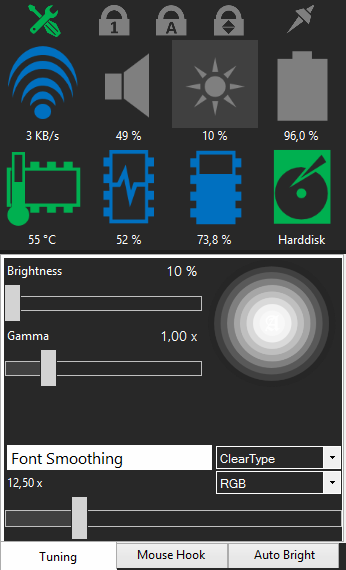 1 A
3 KB/s 49 % 10 % 96,0 %
55 °C 52 % 73,8 % Harddisk
Brightness 10 %
Gamma 1,00 x
Font Smoothing ClearType
12,50 x RGB
Tuning Mouse Hook Auto Bright